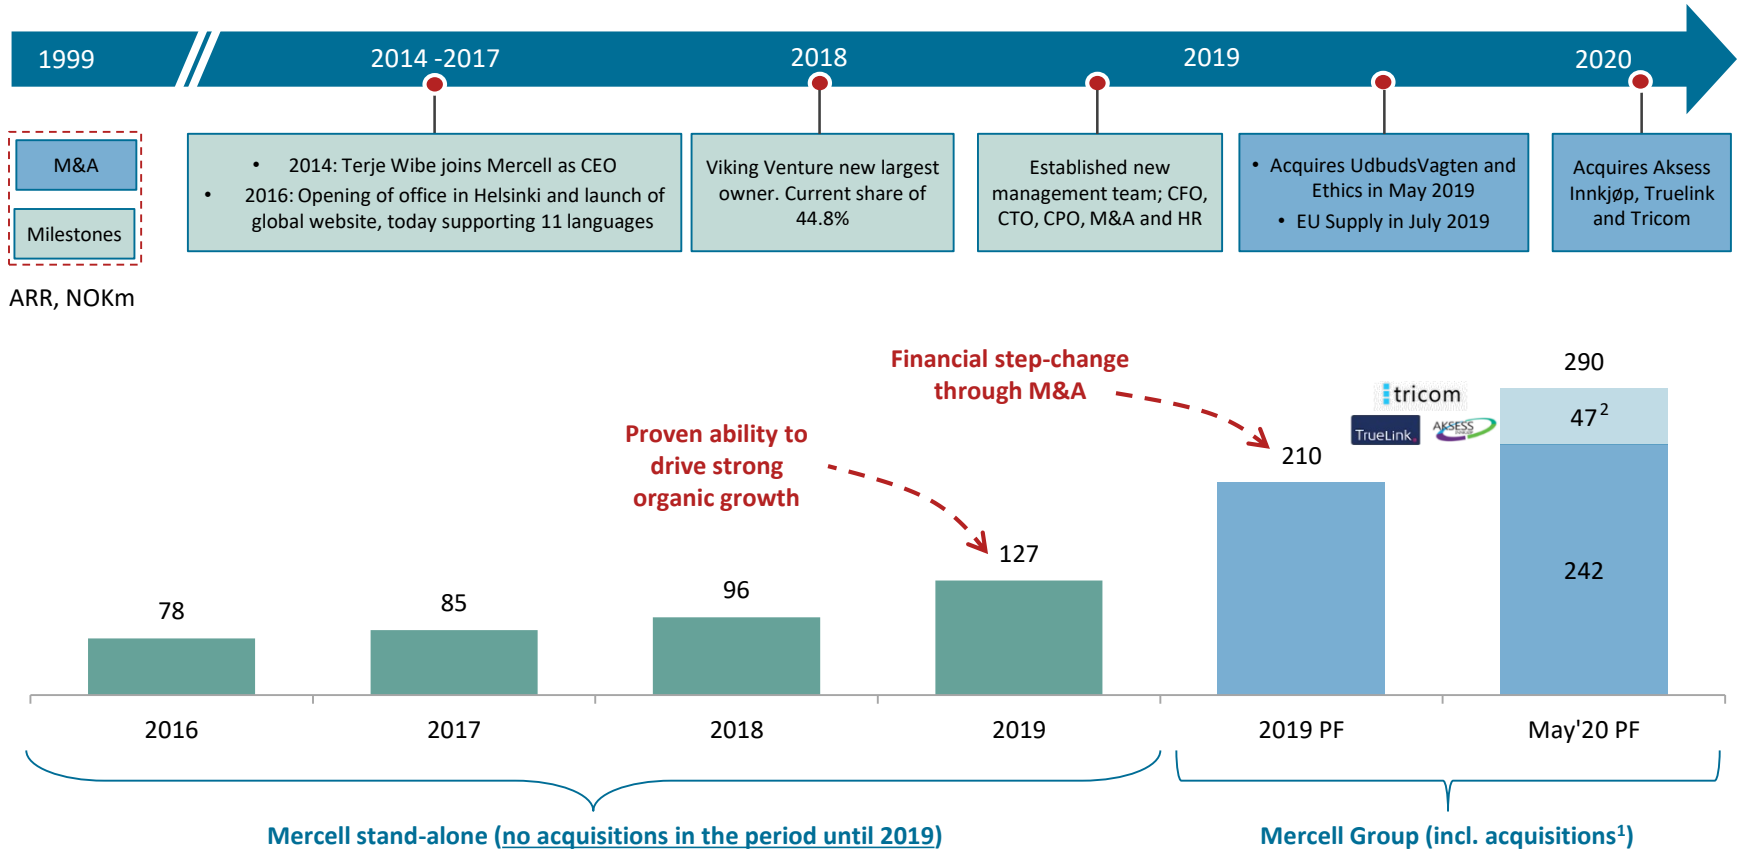 1999
2014 -2017
2018
2019
2020
M&A
Milestones
• 2014: Terje Wibe joins Mercell as CEO
• 2016: Opening of office in Helsinki and launch of
global website, today supporting 11 languages
Viking Venture new largest
owner. Current share of
44.8%
Established new
management team; CFO,
CTO, CPO, M&A and HR
• Acquires UdbudsVagten and
Ethics in May 2019
• EU Supply in July 2019
Acquires Aksess
Innkjøp, Truelink
and Tricom
ARR, NOKm
Proven ability to
drive strong
organic growth
Financial step-change
through M&A
tricom
TrueLink.
AKSESS
78
85
96
127
210
290
47²
242
2016
2017
2018
2019
2019 PF
May'20 PF
Mercell stand-alone (no acquisitions in the period until 2019)
Mercell Group (incl. acquisitions¹)